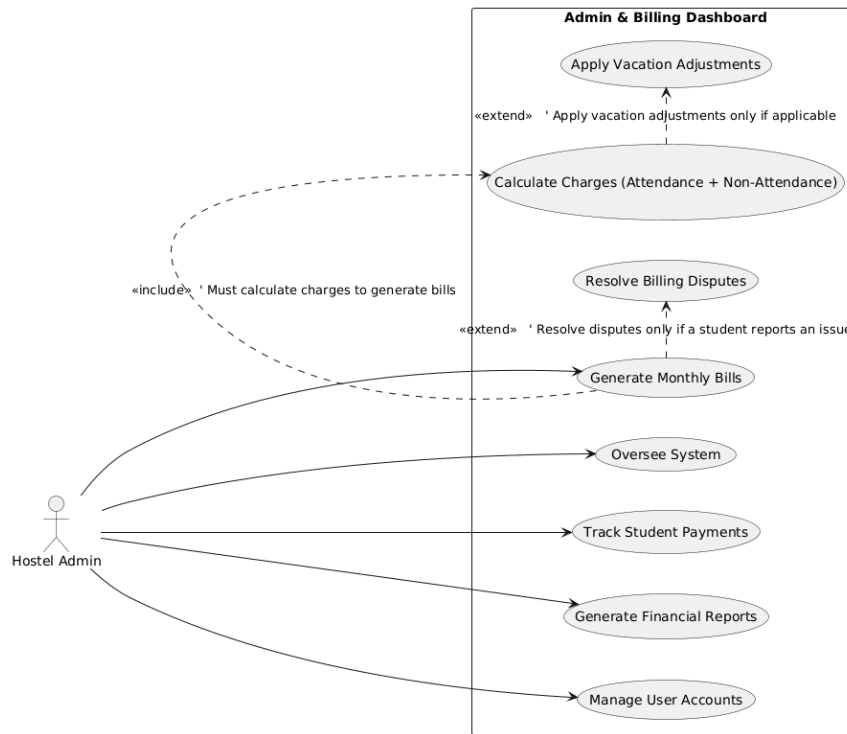 Admin & Billing Dashboard
Apply Vacation Adjustments
«extend» ' Apply vacation adjustments only if applicable
Calculate Charges (Attendance + Non-Attendance)
Resolve Billing Disputes
«include» ' Must calculate charges to generate bills
«extend» ' Resolve disputes only if a student reports an issue
Generate Monthly Bills
Oversee System
Track Student Payments
Hostel Admin
Generate Financial Reports
Manage User Accounts